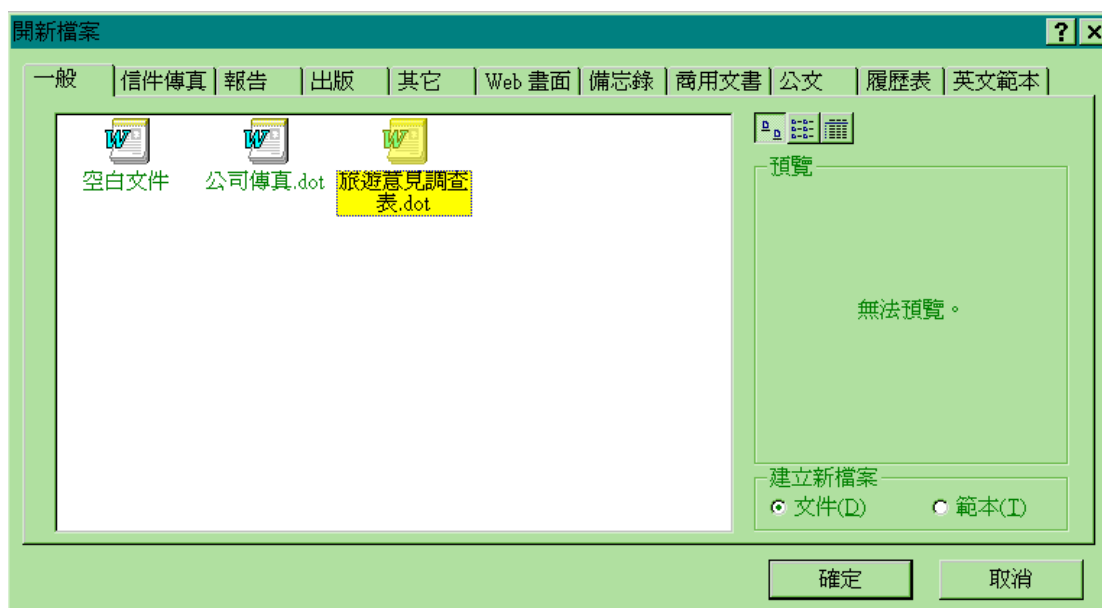 開新檔案
一般 信件傳真 報告 出版 其它 Web 畫面 備忘錄 商用文書 公文 履歷表 英文範本
空白文件 公司傳真.dot 旅遊意見調查
表.dot
預覽
無法預覽。
建立新檔案
文件(D) 範本(T)
確定 取消